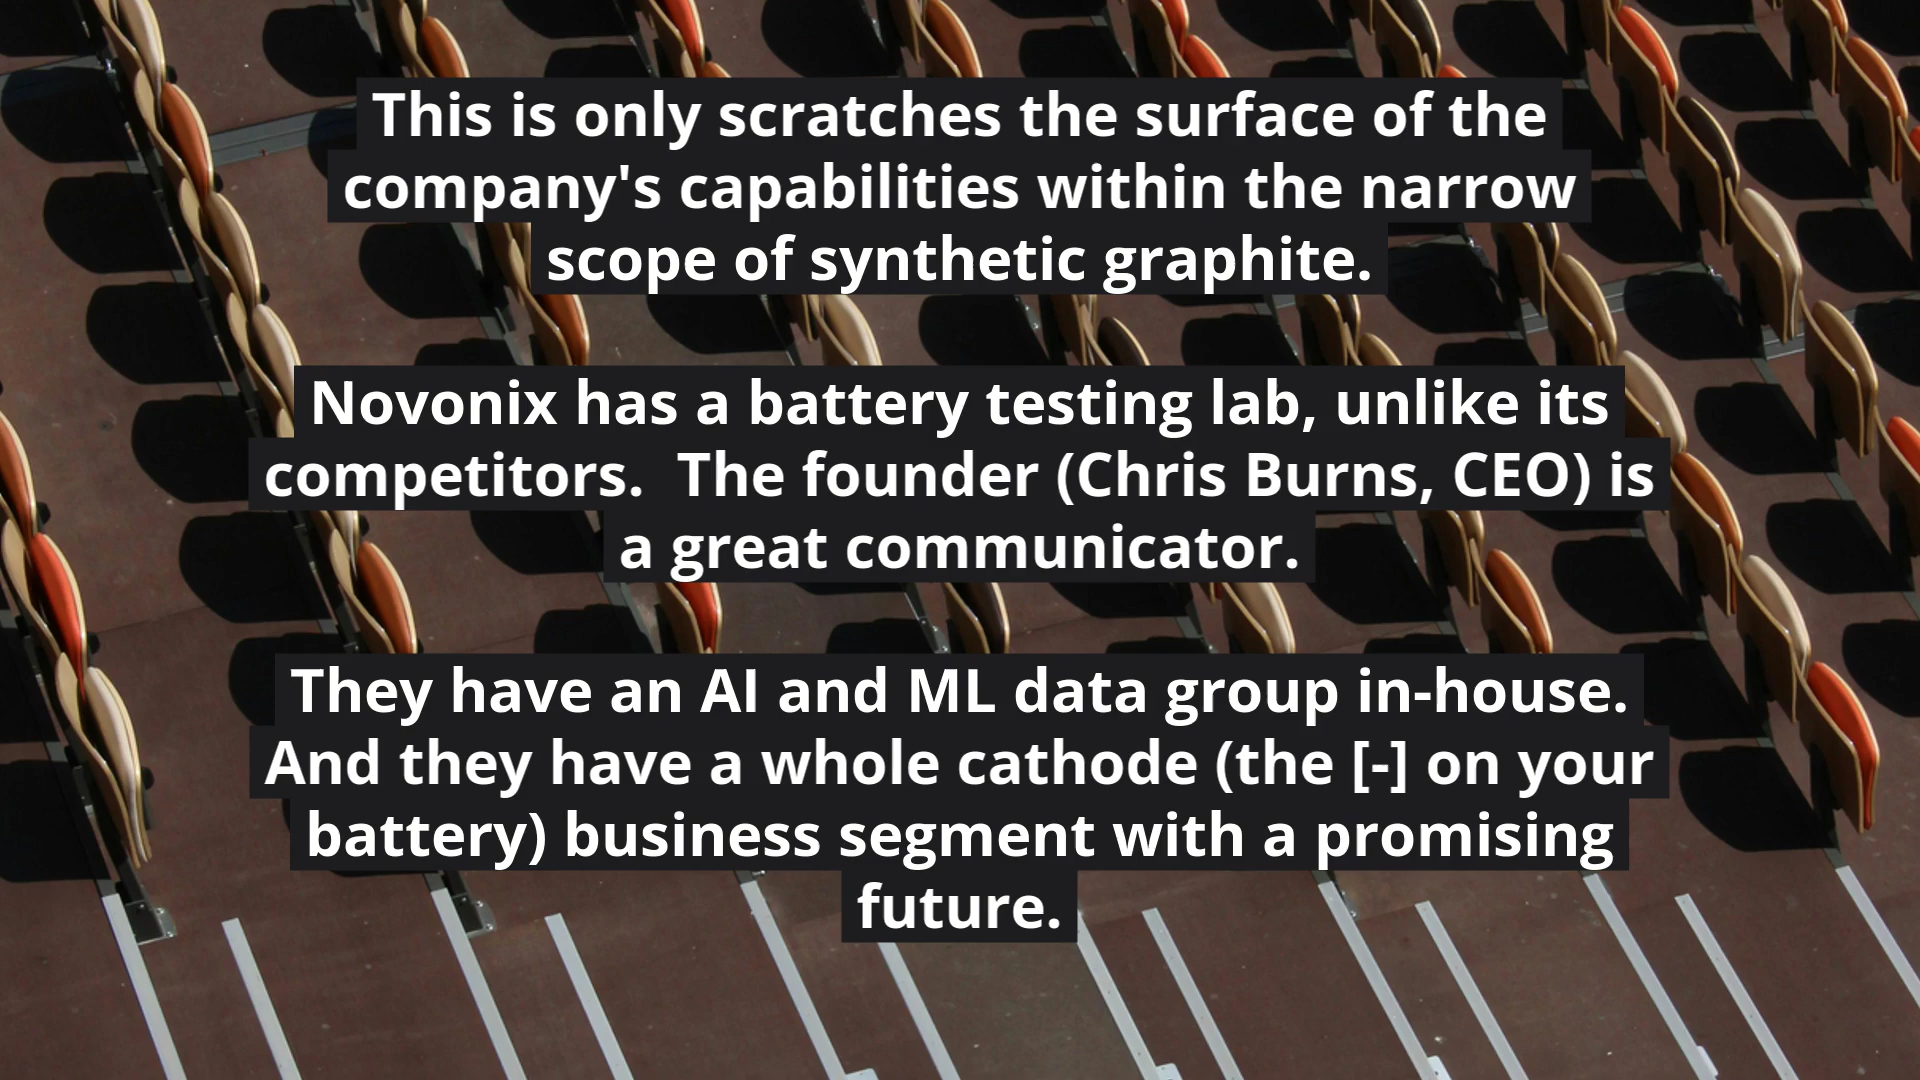 This is only scratches the surface of the
company's capabilities within the narrow
scope of synthetic graphite.
Novonix has a battery testing lab, unlike its
competitors.  The founder (Chris Burns, CEO) is
a great communicator.
They have an AI and ML data group in-house.
And they have a whole cathode (the [-] on your
battery) business segment with a promising
future.